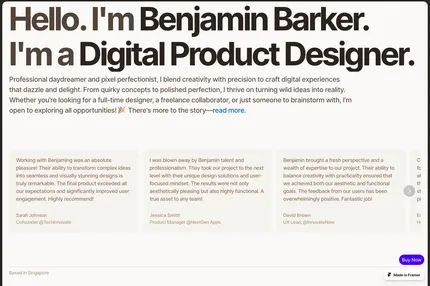 Hello. I'm Benjamin Barker.
I'm a Digital Product Designer.
Professional daydreamer and pixel perfectionist, I blend creativity with precision to craft digital experiences
that dazzle and delight. From quirky concepts to polished perfection, I thrive on turning wild ideas into reality.
Whether you're looking for a full-time designer, a freelance collaborator, or just someone to brainstorm with, I'm
open to exploring all opportunities!🎉 There's more to the story—read more.
Working with Benjaming was an absolute
pleasure! Their ability to transform complex ideas
into seamless and visually stunning designs is
truly remarkable. The final product exceeded all
our expectations and significantly improved user
engagement. Highly recommend!
Sarah Johnson
Cofounder @TechInnovate
I was blown away by Benjamin talent and
professionalism. They took our project to the next
level with their unique design solutions and user-
focused mindset. The results were not only
aesthetically pleasing but also highly functional. A
true asset to any team!
Jessica Smith
Product Manager @NextGen Apps
Benjamin brought a fresh perspective and a
wealth of expertise to our project. Their ability to
balance creativity with practicality ensured that
we achieved both our aesthetic and functional
goals. The feedback from our users has been
overwhelmingly positive. Fantastic job!
David Brown
UX Lead, @InnovateNow
Buy Now
Based in Singapore
Made in Framer